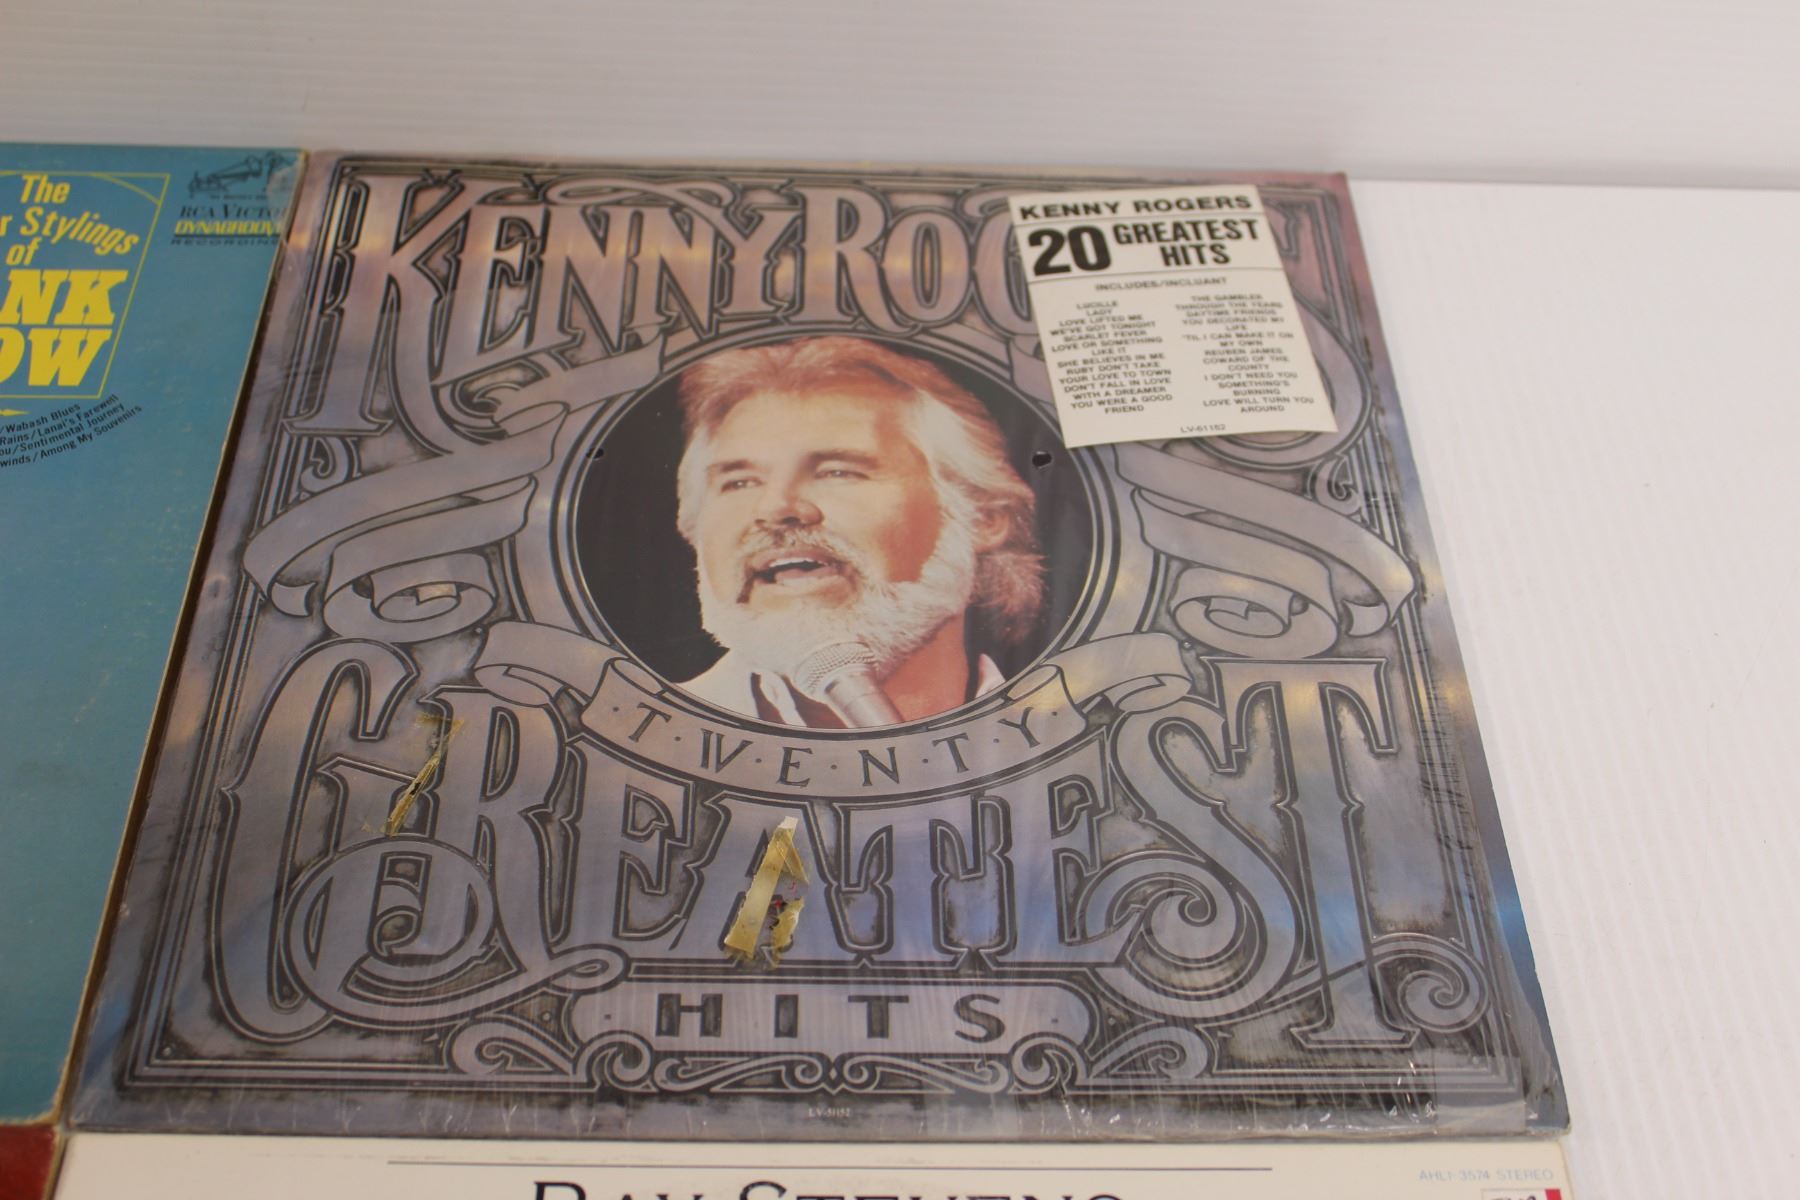 The
r Stylings
of
NK
OW
RCA VICTO
DYNAGROOVE
RECORDING
/Wabash Blues
Rains/Lanai's Farewell
ou/Sentimental Journey
winds/Among My Souvenirs
KENNY ROG S
KENNY ROGERS
20 GREATEST
HITS
INCLUDES/INCLUANT
LUCILLE
LADY
LOVE LIFTED ME
WE'VE GOT TONIGHT
SCARLET FEVER
LOVE OR SOMETHING
LIKE IT
SHE BELIEVES IN ME
RUBY DON'T TAKE
YOUR LOVE TO TOWN
DON'T FALL IN LOVE
WITH A DREAMER
YOU WERE A GOOD
FRIEND
THE GAMBLER
THROUGH THE YEARS
DAYTIME FRIENDS
YOU DECORATED MY
LIFE
'TIL I CAN MAKE IT ON
MY OWN
REUBEN JAMES
COWARD OF THE
COUNTY
I DON'T NEED YOU
SOMETHING'S
BURNING
LOVE WILL TURN YOU
AROUND
LV-51152
T·W·E·N·T·Y
GREATEST
HITS
LV-51152
AHL1-3574 STEREO
RAY STEVENS